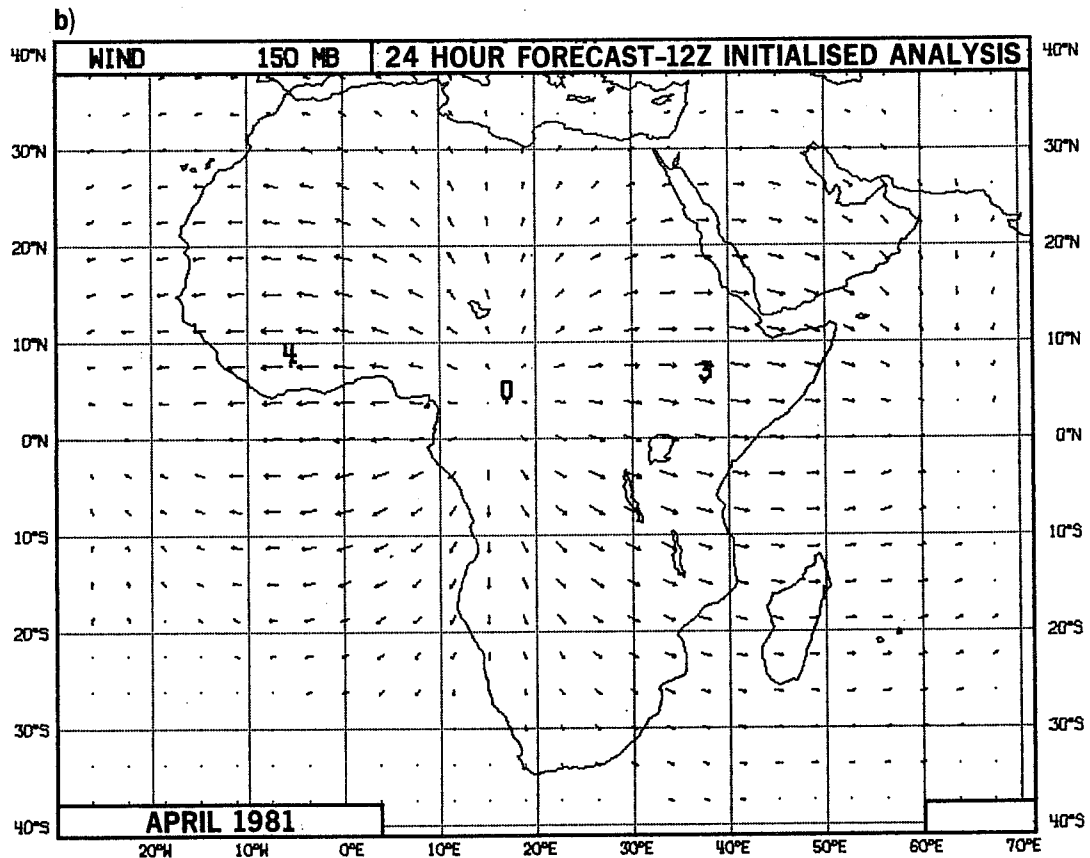 b)
WIND 150 MB 24 HOUR FORECAST-12Z INITIALISED ANALYSIS
40°N 40°N
30°N 30°N
20°N 20°N
10°N 10°N
4 3
0
0°N 0°N
10°S 10°S
20°S 20°S
30°S 30°S
APRIL 1981
40°S 40°S
20°W 10°W 0°E 10°E 20°E 30°E 40°E 50°E 60°E 70°E